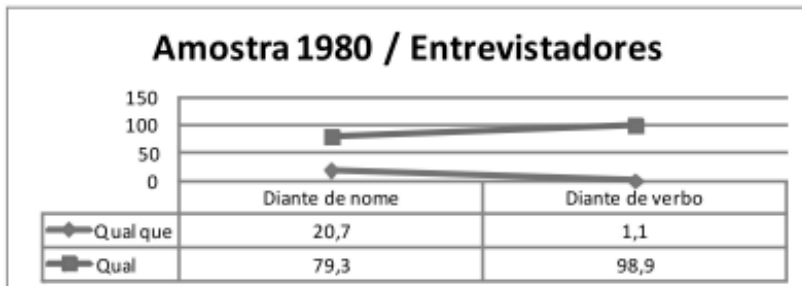 Amostra 1980 / Entrevistadores
150
100
50
0
Diante de nome Diante de verbo
Qual que 20,7 1,1
Qual 79,3 98,9